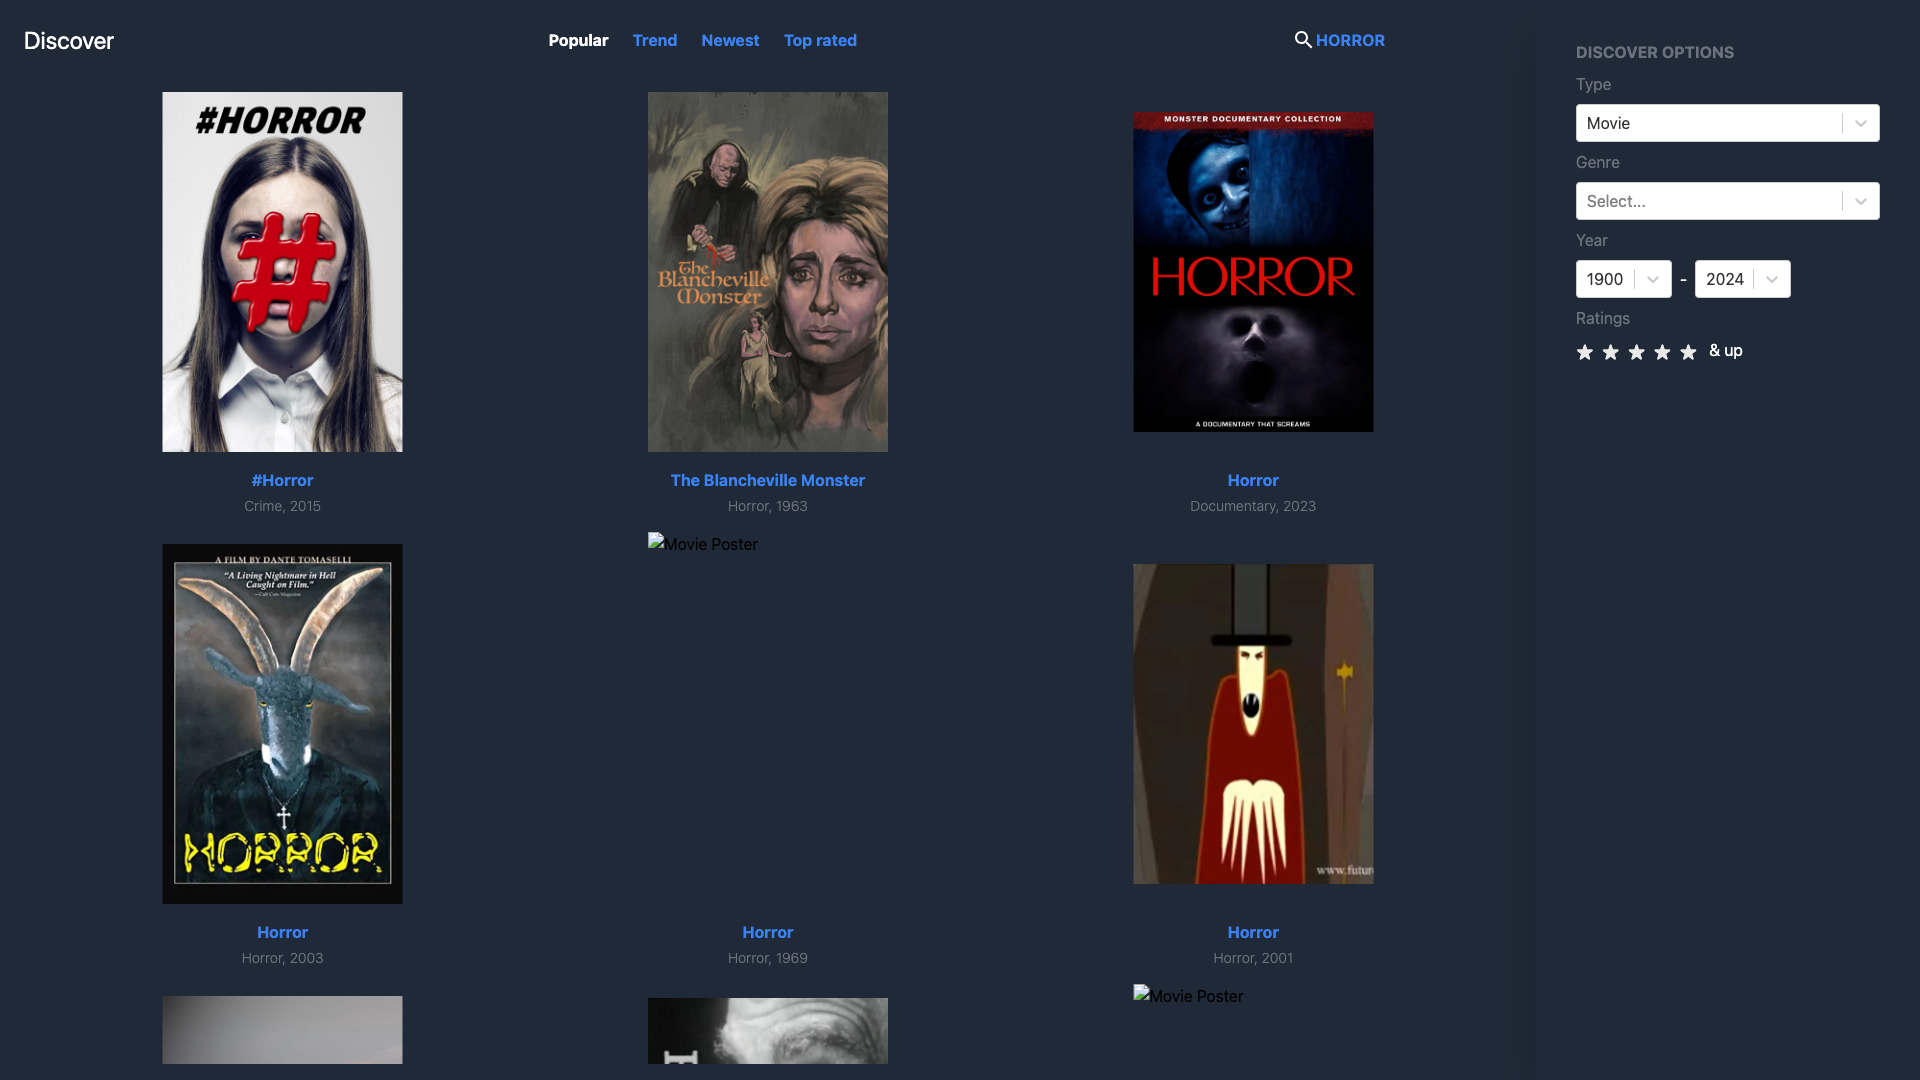 Discover
Popular
Trend
Newest
Top rated
HORROR
DISCOVER OPTIONS
Type
Movie
Genre
Select...
Year
1900
-
2024
Ratings
& up
#HORROR
#
#Horror
Crime, 2015
The
Blancheville
Monster
The Blancheville Monster
Horror, 1963
MONSTER DOCUMENTARY COLLECTION
HORROR
A DOCUMENTARY THAT SCREAMS
Horror
Documentary, 2023
A FILM BY DANTE TOMASELLI
"A Living Nightmare in Hell
Caught on Film."
HORROR
Horror
Horror, 2003
Movie Poster
Horror
Horror, 1969
www.futur
Horror
Horror, 2001
Movie Poster